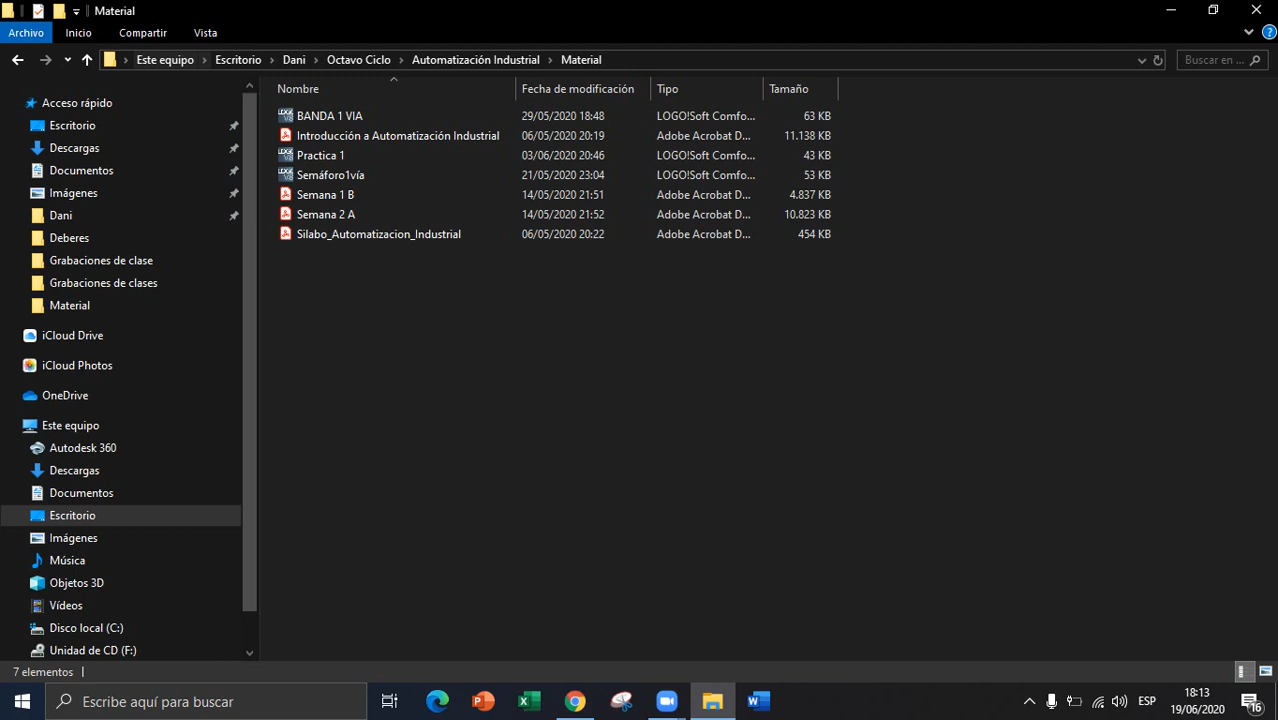 Material
Archivo Inicio Compartir Vista
Este equipo Escritorio Dani Octavo Ciclo Automatización Industrial Material
Buscar en ...
Nombre Fecha de modificación Tipo Tamaño
BANDA 1 VIA 29/05/2020 18:48 LOGO!Soft Comfo... 63 KB
Introducción a Automatización Industrial 06/05/2020 20:19 Adobe Acrobat D... 11.138 KB
Practica 1 03/06/2020 20:46 LOGO!Soft Comfo... 43 KB
Semáforo1vía 21/05/2020 23:04 LOGO!Soft Comfo... 53 KB
Semana 1 B 14/05/2020 21:51 Adobe Acrobat D... 4.837 KB
Semana 2 A 14/05/2020 21:52 Adobe Acrobat D... 10.823 KB
Silabo_Automatizacion_Industrial 06/05/2020 20:22 Adobe Acrobat D... 454 KB
Acceso rápido
Escritorio
Descargas
Documentos
Imágenes
Dani
Deberes
Grabaciones de clase
Grabaciones de clases
Material
iCloud Drive
iCloud Photos
OneDrive
Este equipo
Autodesk 360
Descargas
Documentos
Escritorio
Imágenes
Música
Objetos 3D
Vídeos
Disco local (C:)
Unidad de CD (F:)
7 elementos
Escribe aquí para buscar
ESP
18:13
19/06/2020
16